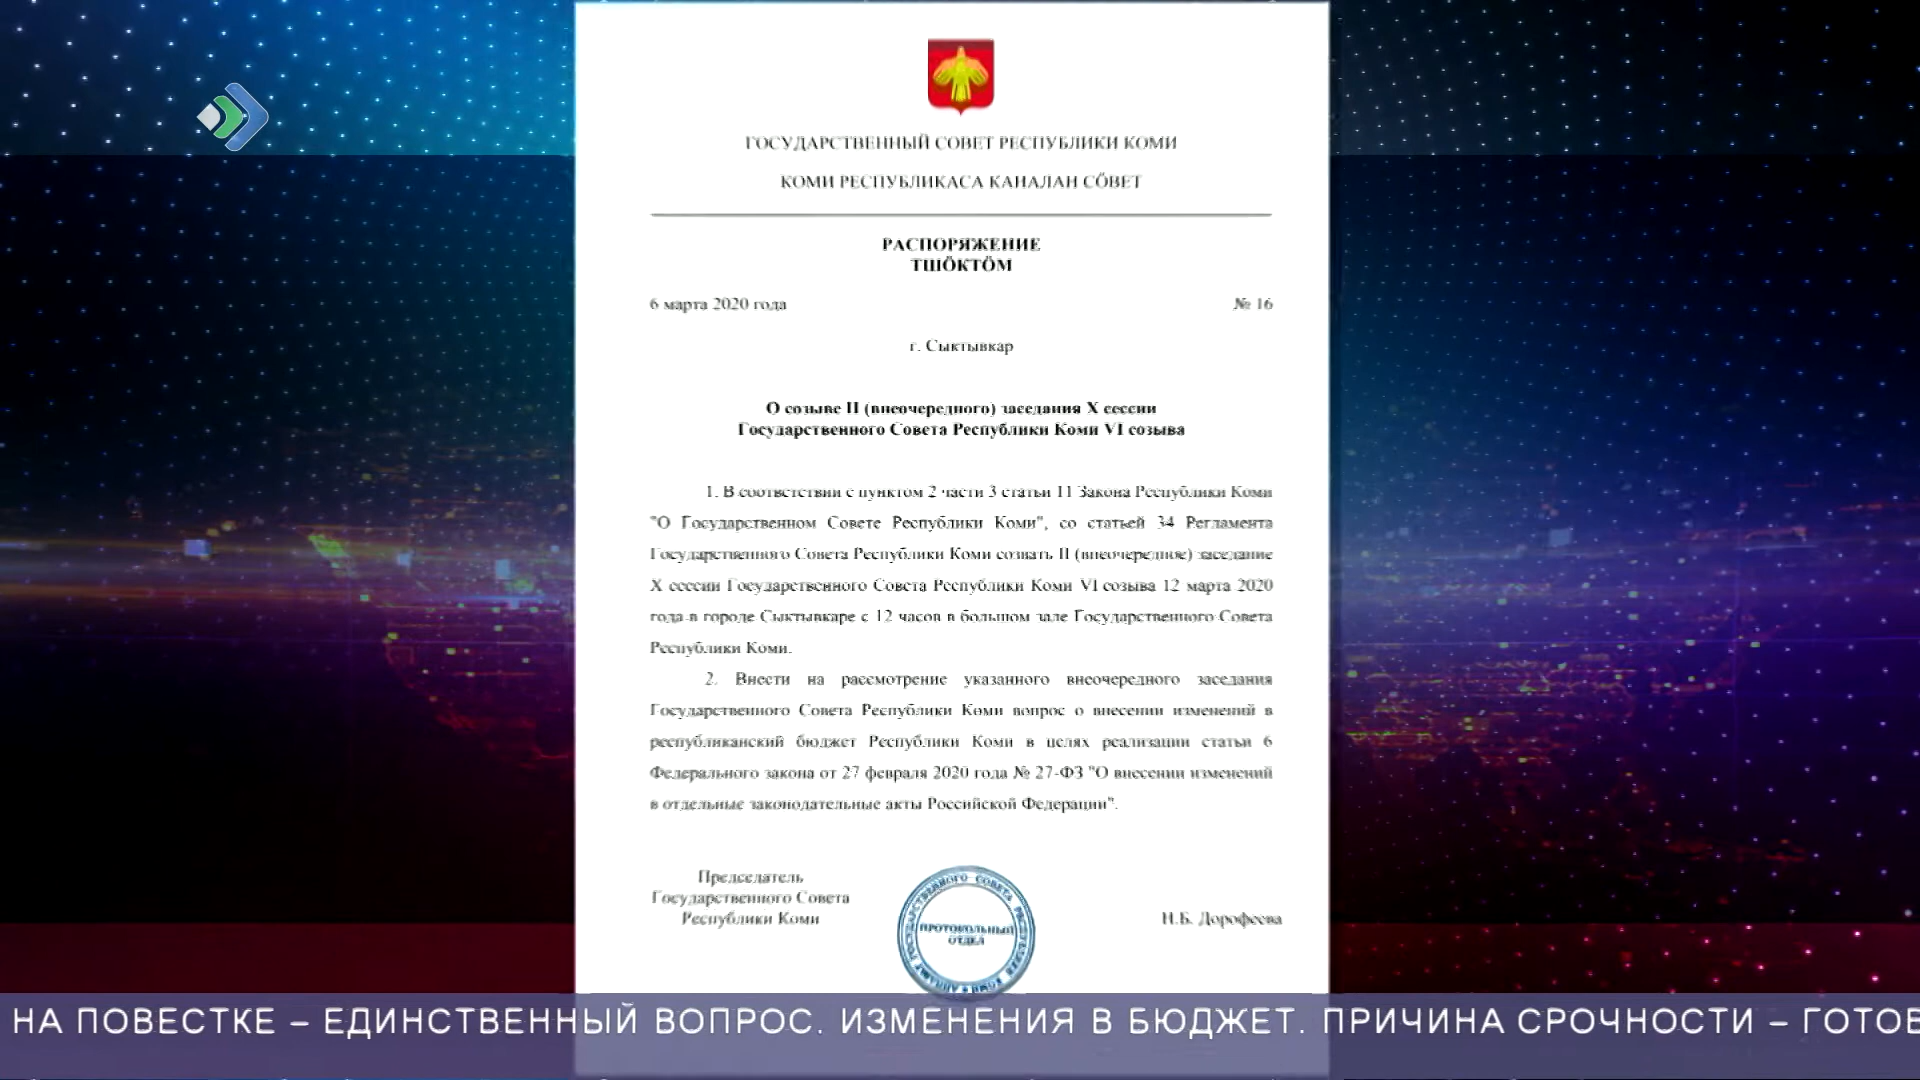 ГОСУДАРСТВЕННЫЙ СОВЕТ РЕСПУБЛИКИ КОМИ
КОМИ РЕСПУБЛИКАСА КАНАЛАН СӦВЕТ
РАСПОРЯЖЕНИЕ
ТШӦКТӦМ
6 марта 2020 года № 16
г. Сыктывкар
О созыве II (внеочередного) заседания X сессии
Государственного Совета Республики Коми VI созыва
1. В соответствии с пунктом 2 части 3 статьи 11 Закона Республики Коми
"О Государственном Совете Республики Коми", со статьей 34 Регламента
Государственного Совета Республики Коми созвать II (внеочередное) заседание
X сессии Государственного Совета Республики Коми VI созыва 12 марта 2020
года в городе Сыктывкаре с 12 часов в большом зале Государственного Совета
Республики Коми.
2. Внести на рассмотрение указанного внеочередного заседания
Государственного Совета Республики Коми вопрос о внесении изменений в
республиканский бюджет Республики Коми в целях реализации статьи 6
Федерального закона от 27 февраля 2020 года № 27-ФЗ "О внесении изменений
в отдельные законодательные акты Российской Федерации".
Председатель
Государственного Совета
Республики Коми
ПРОТОКОЛЬНЫЙ
ОТДЕЛ
Н.Б. Дорофеева
НА ПОВЕСТКЕ – ЕДИНСТВЕННЫЙ ВОПРОС. ИЗМЕНЕНИЯ В БЮДЖЕТ. ПРИЧИНА СРОЧНОСТИ – ГОТОВ